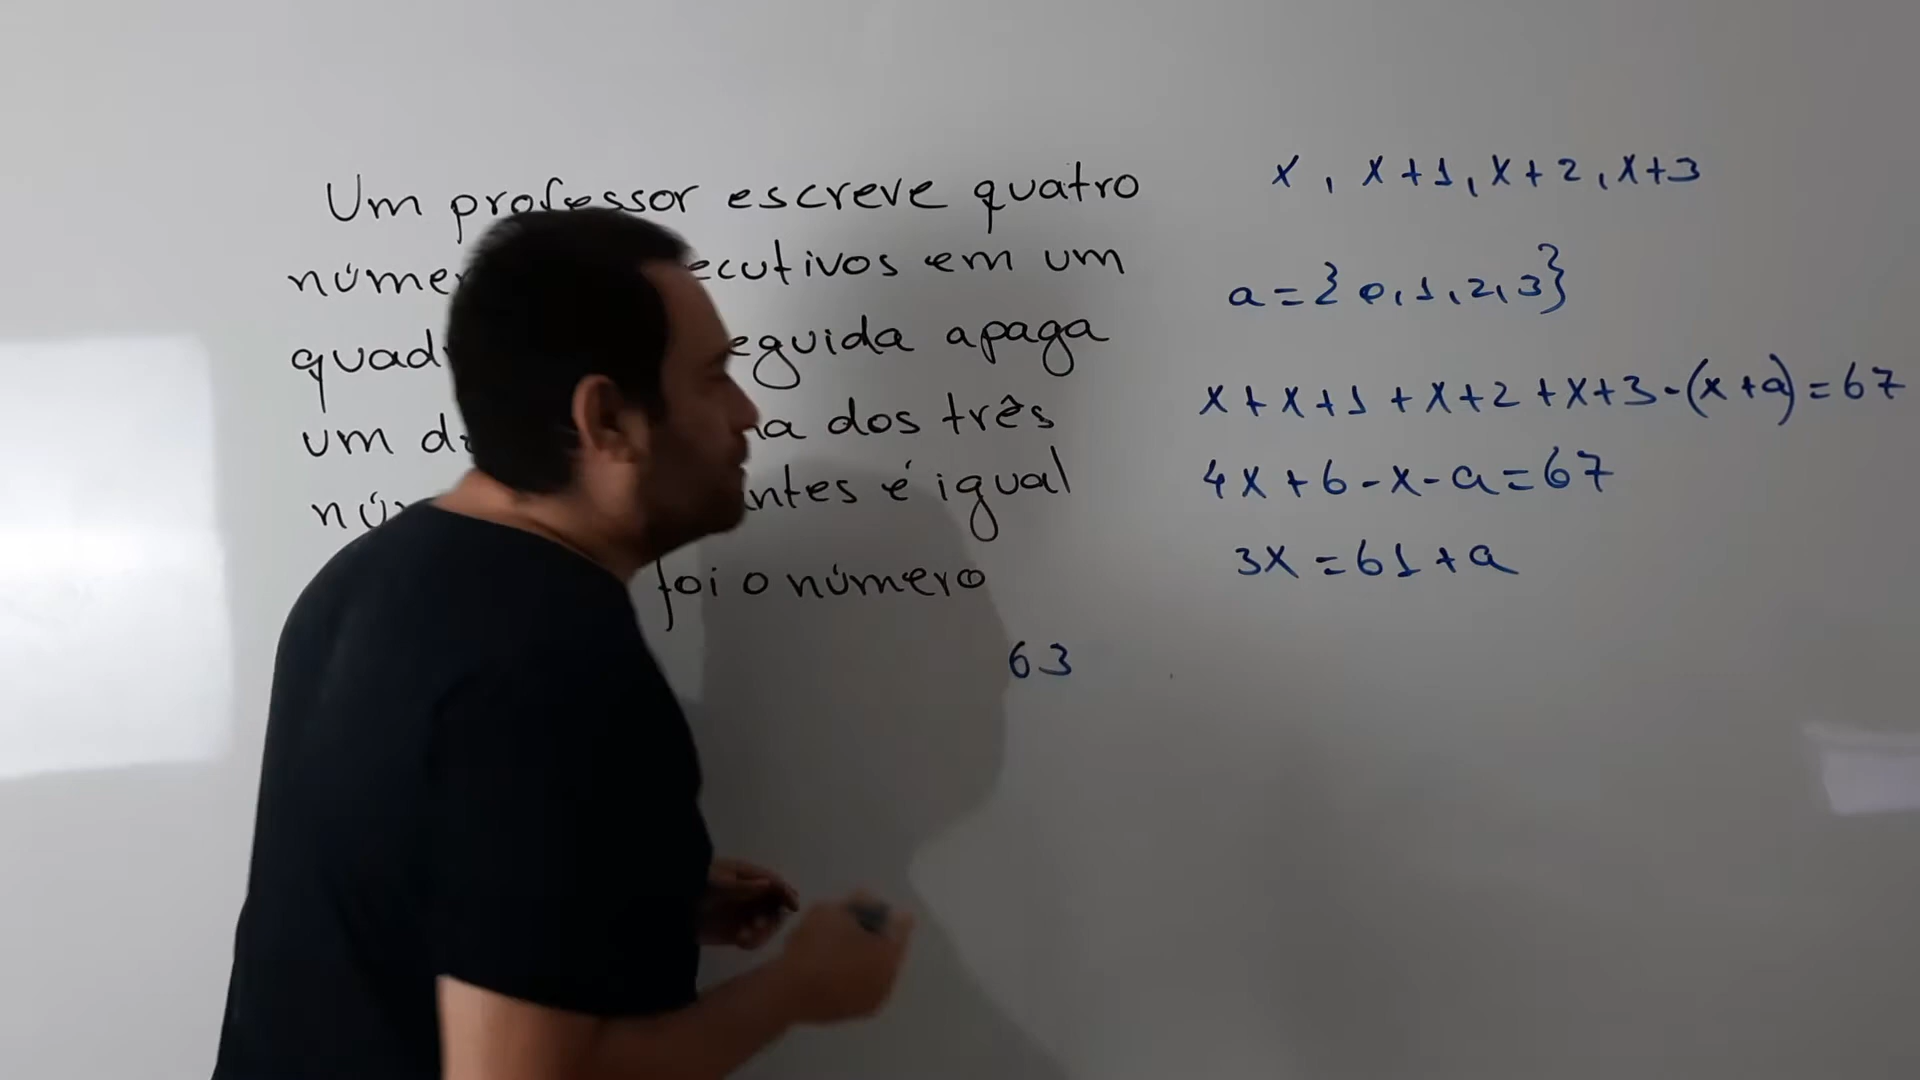 Um professor escreve quatro
núme ecutivos em um
quad eguida apaga
um d a dos três
nú ntes é igual
foi o número
63
x, x+1, x+2, x+3
a={0,1,2,3}
x+x+1+x+2+x+3-(x+a)=67
4x+6-x-a=67
3x=61+a